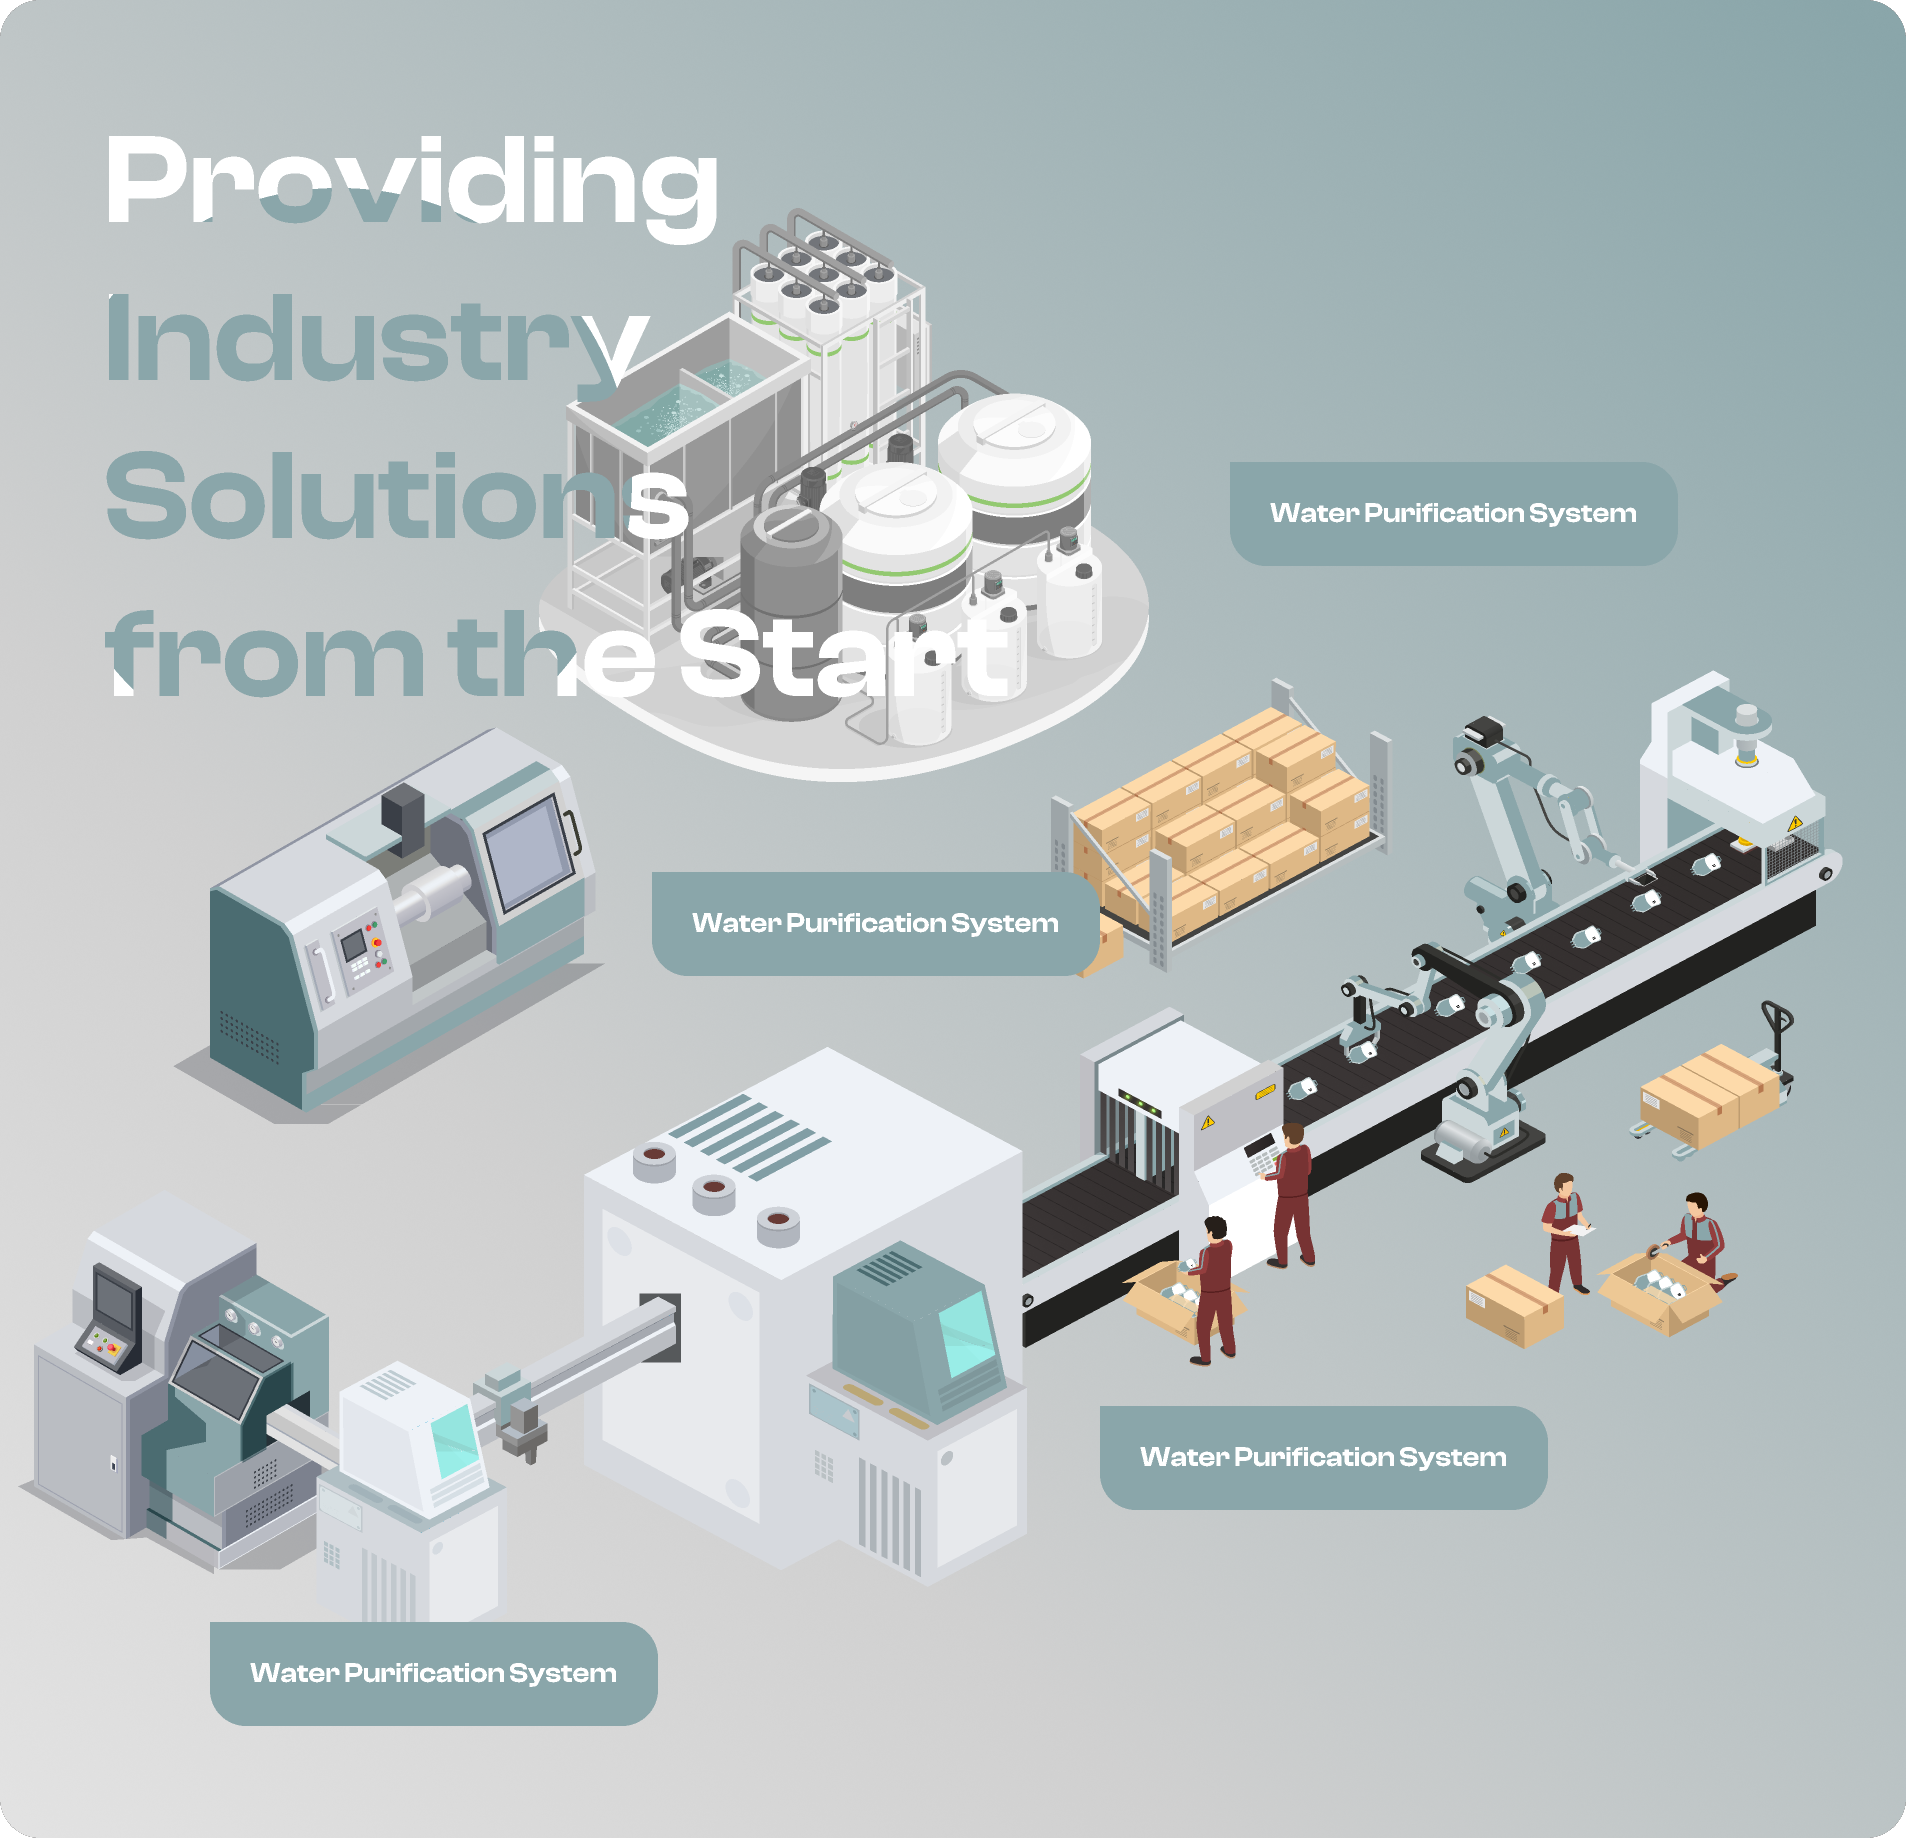 Providing
Industry
Solutions
from the Start
Water Purification System
Water Purification System
Water Purification System
Water Purification System